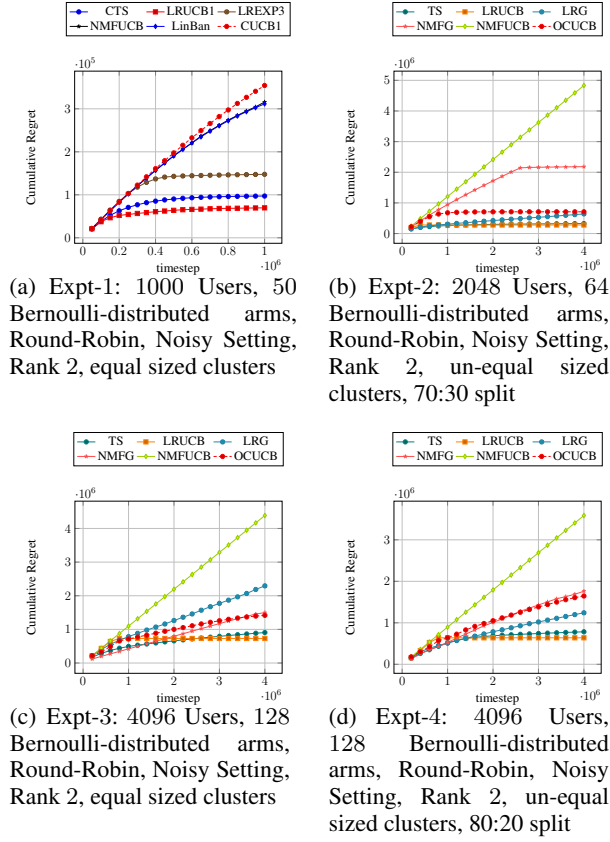 CTS LRUCB1 LREXP3
NMFUCB LinBan CUCB1
·10^5
3
2
1
0
Cumulative Regret
0 0.2 0.4 0.6 0.8 1
timestep ·10^6
(a) Expt-1: 1000 Users, 50
Bernoulli-distributed arms,
Round-Robin, Noisy Setting,
Rank 2, equal sized clusters
TS LRUCB LRG
NMFG NMFUCB OCUCB
·10^6
6
5
4
3
2
1
0
Cumulative Regret
0 1 2 3 4
timestep ·10^6
(b) Expt-2: 2048 Users, 64
Bernoulli-distributed arms,
Round-Robin, Noisy Setting,
Rank 2, un-equal sized
clusters, 70:30 split
TS LRUCB LRG
NMFG NMFUCB OCUCB
·10^6
4
3
2
1
0
Cumulative Regret
0 1 2 3 4
timestep ·10^6
(c) Expt-3: 4096 Users, 128
Bernoulli-distributed arms,
Round-Robin, Noisy Setting,
Rank 2, equal sized clusters
TS LRUCB LRG
NMFG NMFUCB OCUCB
·10^6
4
3
2
1
0
Cumulative Regret
0 1 2 3 4
timestep ·10^6
(d) Expt-4: 4096 Users,
128 Bernoulli-distributed
arms, Round-Robin, Noisy
Setting, Rank 2, un-equal
sized clusters, 80:20 split